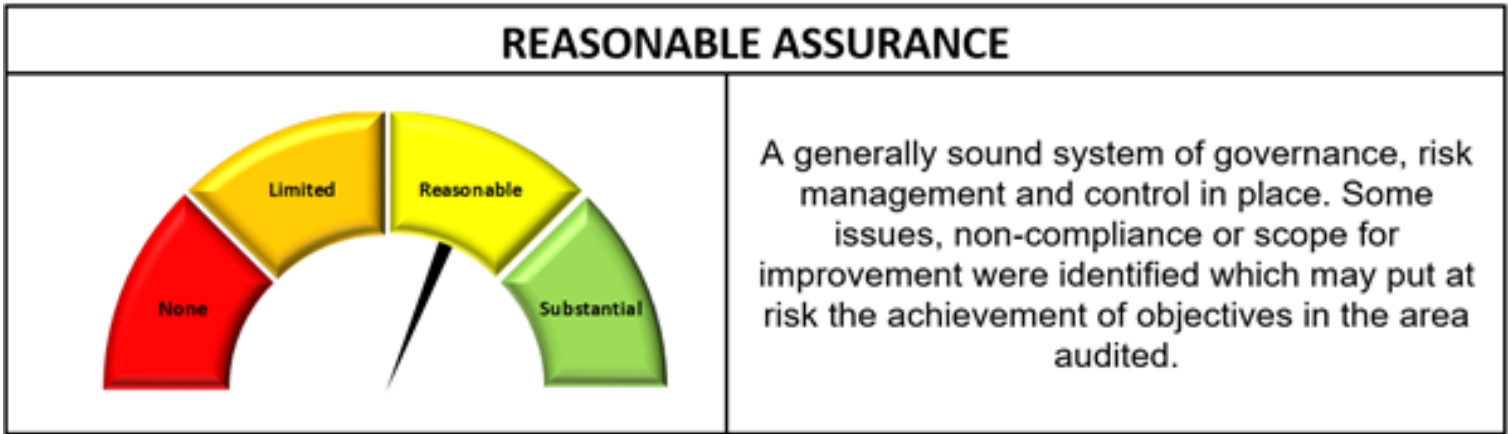 REASONABLE ASSURANCE
Limited
Reasonable
None
Substantial
A generally sound system of governance, risk
management and control in place. Some
issues, non-compliance or scope for
improvement were identified which may put at
risk the achievement of objectives in the area
audited.